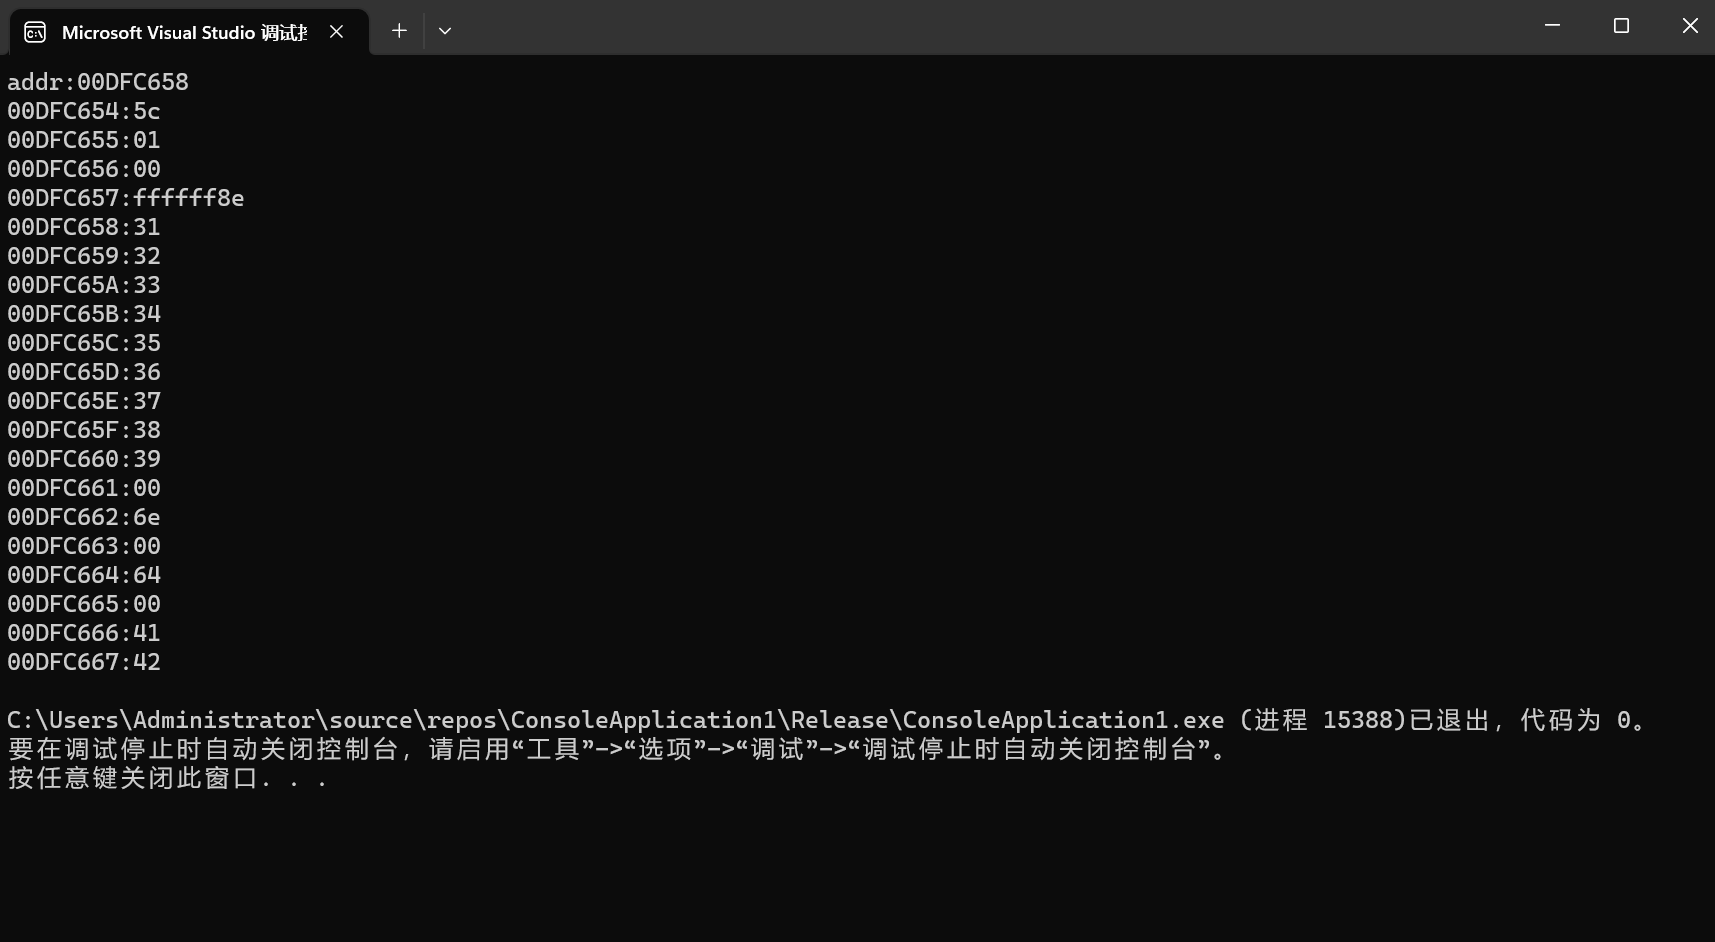 Microsoft Visual Studio 调试
addr:00DFC658
00DFC654:5c
00DFC655:01
00DFC656:00
00DFC657:ffffff8e
00DFC658:31
00DFC659:32
00DFC65A:33
00DFC65B:34
00DFC65C:35
00DFC65D:36
00DFC65E:37
00DFC65F:38
00DFC660:39
00DFC661:00
00DFC662:6e
00DFC663:00
00DFC664:64
00DFC665:00
00DFC666:41
00DFC667:42
C:\Users\Administrator\source\repos\ConsoleApplication1\Release\ConsoleApplication1.exe (进程 15388)已退出，代码为 0。
要在调试停止时自动关闭控制台，请启用“工具”->“选项”->“调试”->“调试停止时自动关闭控制台”。
按任意键关闭此窗口. . .